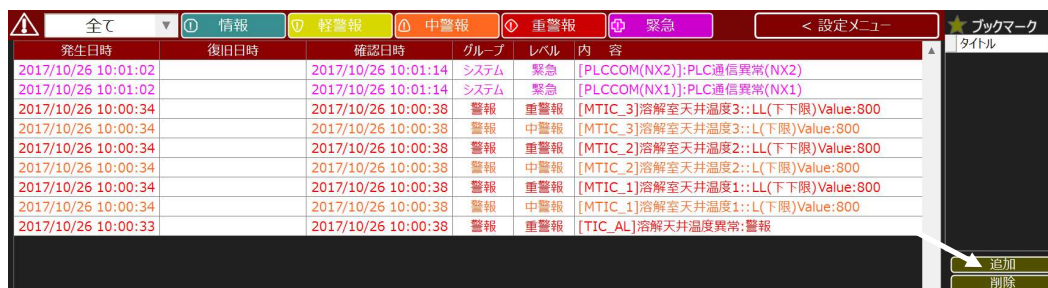 全て 情報 軽警報 中警報 重警報 緊急 < 設定メニュー ブックマーク
発生日時 復旧日時 確認日時 グループ レベル 内 容 タイトル
2017/10/26 10:01:02 2017/10/26 10:01:14 システム 緊急 [PLCCOM(NX2)]:PLC通信異常(NX2)
2017/10/26 10:01:02 2017/10/26 10:01:14 システム 緊急 [PLCCOM(NX1)]:PLC通信異常(NX1)
2017/10/26 10:00:34 2017/10/26 10:00:38 警報 重警報 [MTIC_3]溶解室天井温度3::LL(下下限)Value:800
2017/10/26 10:00:34 2017/10/26 10:00:38 警報 中警報 [MTIC_3]溶解室天井温度3::L(下限)Value:800
2017/10/26 10:00:34 2017/10/26 10:00:38 警報 重警報 [MTIC_2]溶解室天井温度2::LL(下下限)Value:800
2017/10/26 10:00:34 2017/10/26 10:00:38 警報 中警報 [MTIC_2]溶解室天井温度2::L(下限)Value:800
2017/10/26 10:00:34 2017/10/26 10:00:38 警報 重警報 [MTIC_1]溶解室天井温度1::LL(下下限)Value:800
2017/10/26 10:00:34 2017/10/26 10:00:38 警報 中警報 [MTIC_1]溶解室天井温度1::L(下限)Value:800
2017/10/26 10:00:33 2017/10/26 10:00:38 警報 重警報 [TIC_AL]溶解天井温度異常:警報
追加
削除